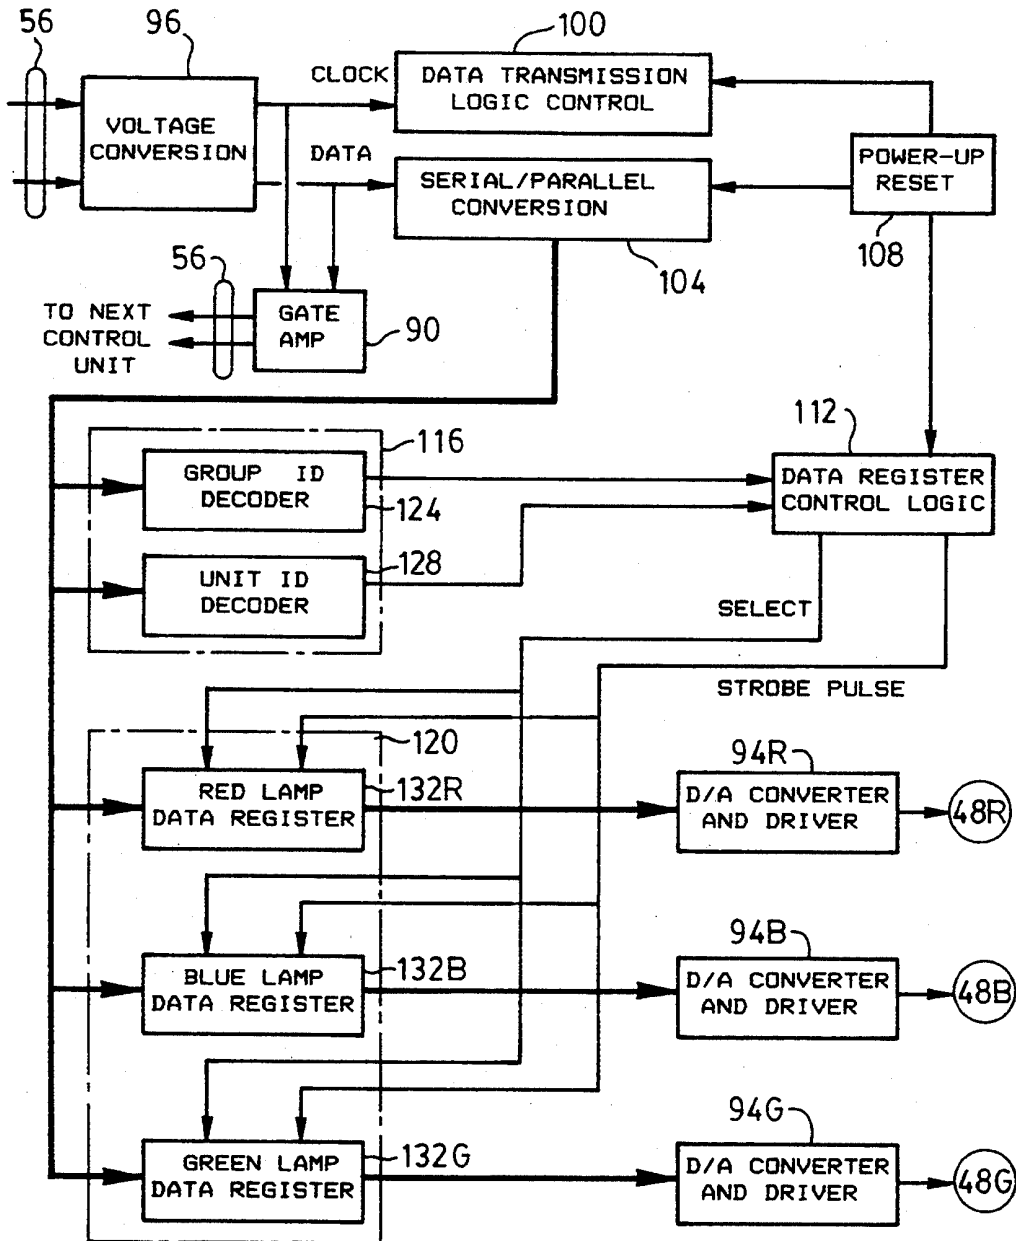 56
96
100
CLOCK
DATA TRANSMISSION
LOGIC CONTROL
VOLTAGE
CONVERSION
DATA
SERIAL/PARALLEL
CONVERSION
POWER-UP
RESET
108
104
56
TO NEXT
CONTROL
UNIT
GATE
AMP
90
112
116
GROUP ID
DECODER
124
DATA REGISTER
CONTROL LOGIC
UNIT ID
DECODER
128
SELECT
STROBE PULSE
120
RED LAMP
DATA REGISTER
132R
94R
D/A CONVERTER
AND DRIVER
48R
BLUE LAMP
DATA REGISTER
132B
94B
D/A CONVERTER
AND DRIVER
48B
GREEN LAMP
DATA REGISTER
132G
94G
D/A CONVERTER
AND DRIVER
48G